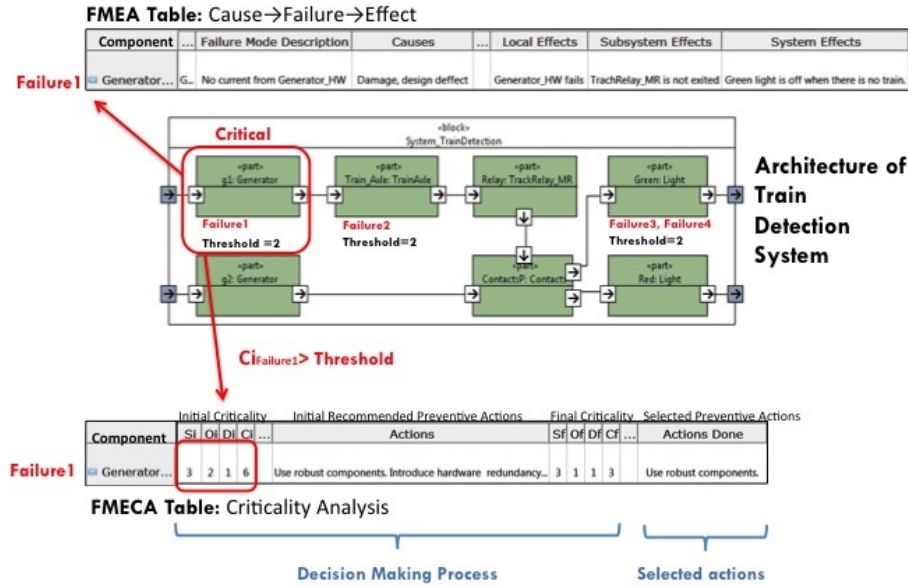 FMEA Table: Cause→Failure→Effect
Component ... Failure Mode Description Causes ... Local Effects Subsystem Effects System Effects
Failure1 Generator... G... No current from Generator_HW Damage, design deffect Generator_HW fails TrachRelay_MR is not exited Green light is off when there is no train.
«block»
System_TrainDetection
Critical
«part» «part» «part» «part»
g1: Generator Train_Axle: TrainAxle Relay: TrackRelay_MR Green: Light
Failure1 Failure2 Failure3, Failure4
Threshold =2 Threshold=2 Threshold=2
Architecture of
Train
Detection
System
«part» «part» «part»
g2: Generator ContactsP: Contacts Red: Light
CiFailure1> Threshold
Initial Criticality Initial Recommended Preventive Actions Final Criticality Selected Preventive Actions
Component Si Oi Di Ci ... Actions Sf Of Df Cf ... Actions Done
Failure1 Generator... 3 2 1 6 Use robust components. Introduce hardware redundancy... 3 1 1 3 Use robust components.
FMECA Table: Criticality Analysis
Decision Making Process Selected actions